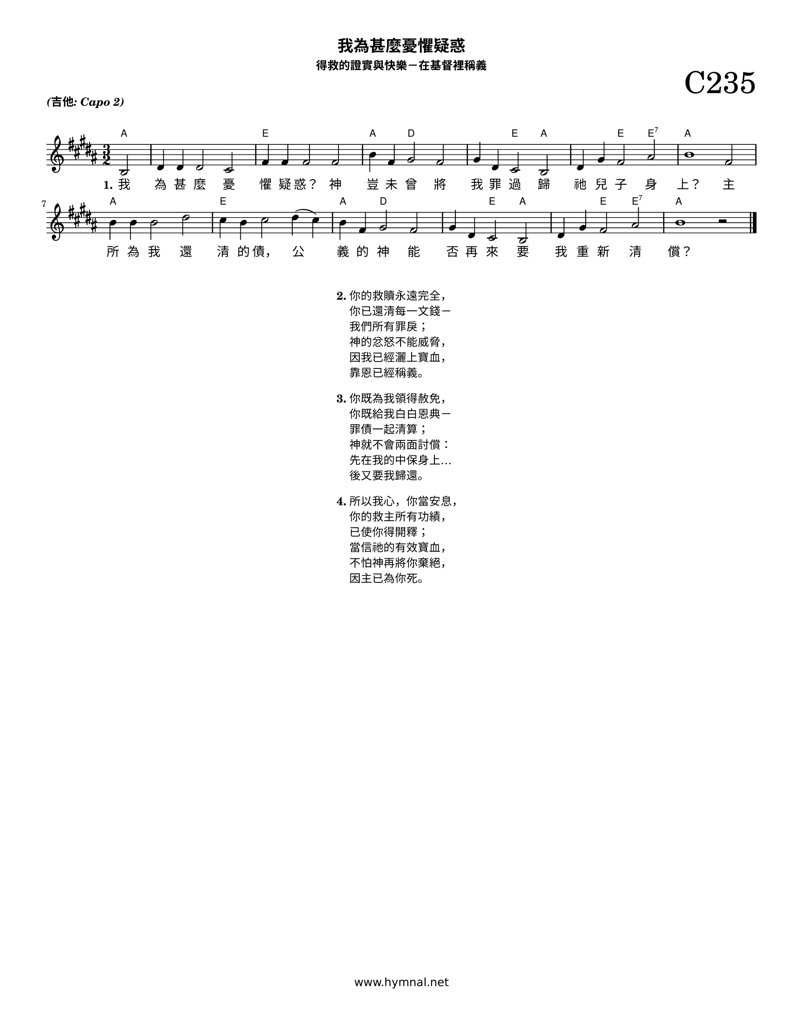 我為甚麼憂懼疑惑
得救的證實與快樂－在基督裡稱義
C235
(吉他: Capo 2)
A E A D E A E E7 A
1. 我 為 甚 麼 憂 懼 疑 惑？ 神 豈 未 曾 將 我 罪 過 歸 祂 兒 子 身 上？ 主
7
A E A D E A E E7 A
所 為 我 還 清 的 債， 公 義 的 神 能 否 再 來 要 我 重 新 清 償？
2. 你的救贖永遠完全，
你已還清每一文錢－
我們所有罪戾；
神的忿怒不能威脅，
因我已經灑上寶血，
靠恩已經稱義。
3. 你既為我領得赦免，
你既給我白白恩典－
罪債一起清算；
神就不會兩面討償：
先在我的中保身上…
後又要我歸還。
4. 所以我心，你當安息，
你的救主所有功績，
已使你得開釋；
當信祂的有效寶血，
不怕神再將你棄絕，
因主已為你死。
www.hymnal.net